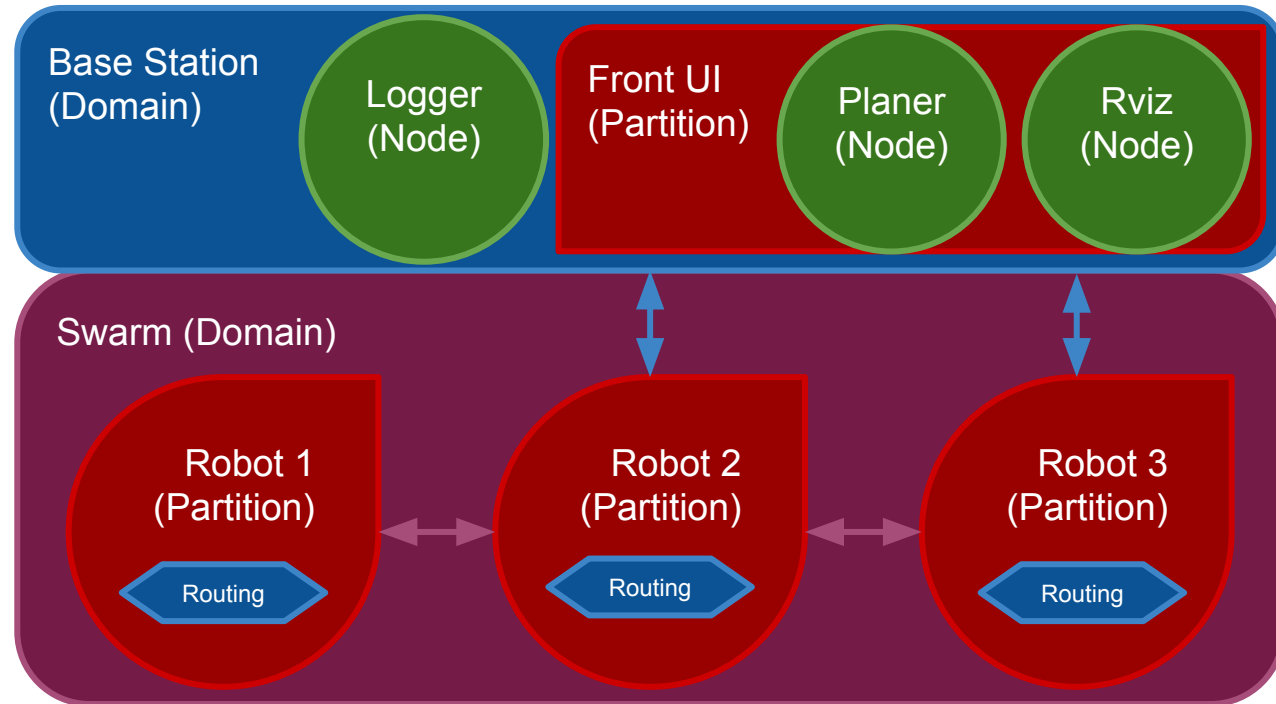 Base Station
(Domain)
Logger
(Node)
Front UI
(Partition)
Planer
(Node)
Rviz
(Node)
Swarm (Domain)
Robot 1
(Partition)
Routing
Robot 2
(Partition)
Routing
Robot 3
(Partition)
Routing